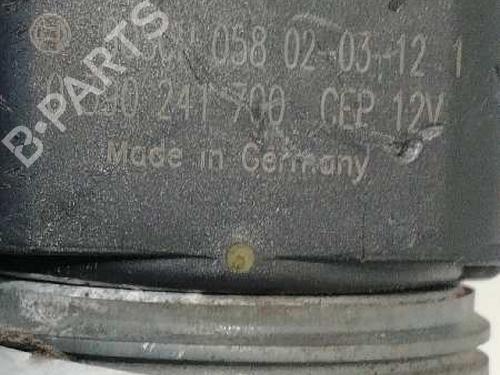 058 02-03-12 1
241 700 CEP 12V
Made in Germany
B-PARTS